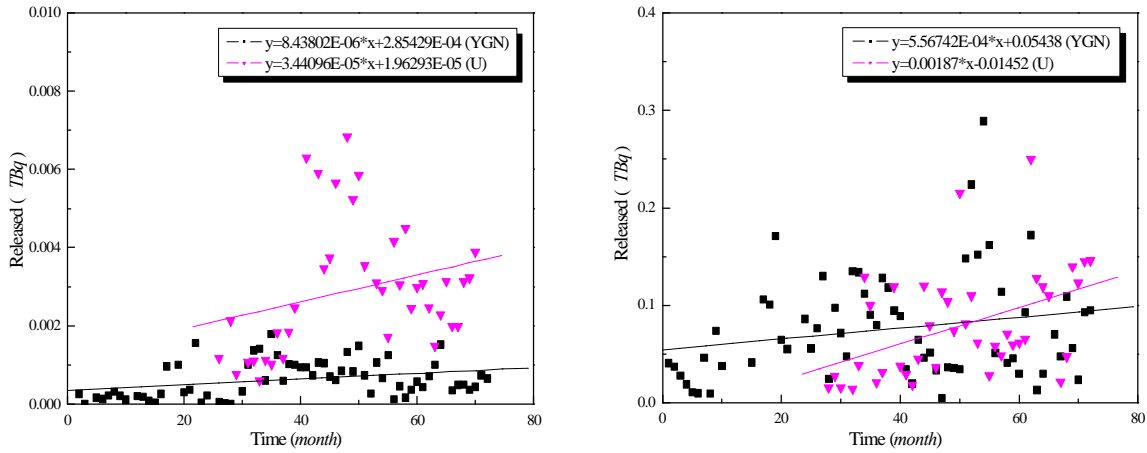 y=8.43802E-06*x+2.85429E-04 (YGN)
y=3.44096E-05*x+1.96293E-05 (U)
0.010
0.008
0.006
0.004
0.002
0.000
Released ( TBq)
0
20
40
60
80
Time (month)
y=5.56742E-04*x+0.05438 (YGN)
y=0.00187*x-0.01452 (U)
0.4
0.3
0.2
0.1
0.0
Released ( TBq)
0
20
40
60
80
Time (month)